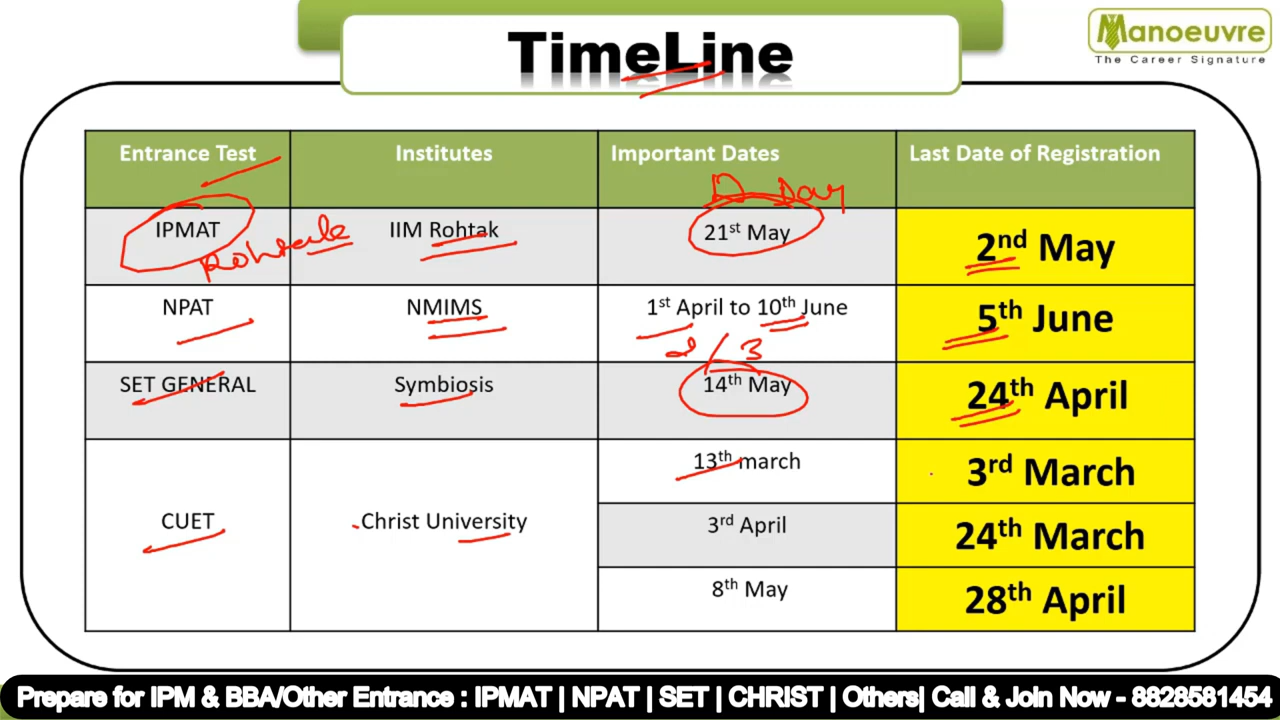 TimeLine
Manoeuvre
The Career Signature
Entrance Test
Institutes
Important Dates
Last Date of Registration
D Day
IPMAT
Rohtak
IIM Rohtak
21st May
2nd May
NPAT
NMIMS
1st April to 10th June
5th June
2/3
SET GENERAL
Symbiosis
14th May
24th April
CUET
Christ University
13th march
3rd March
3rd April
24th March
8th May
28th April
Prepare for IPM & BBA/Other Entrance : IPMAT | NPAT | SET | CHRIST | Others| Call & Join Now - 8828581454